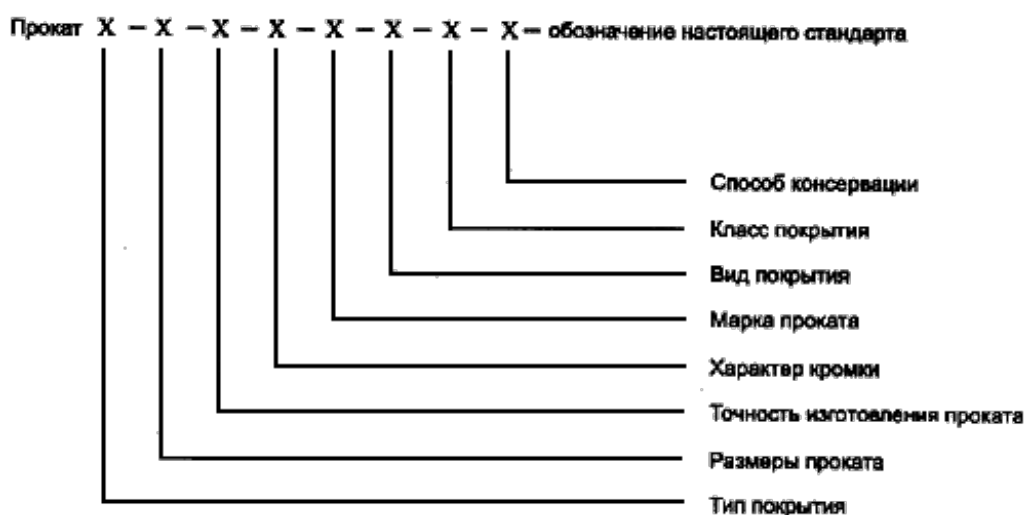 Прокат X – X – X – X – X – X – X – X – обозначение настоящего стандарта
Способ консервации
Класс покрытия
Вид покрытия
Марка проката
Характер кромки
Точность изготовления проката
Размеры проката
Тип покрытия